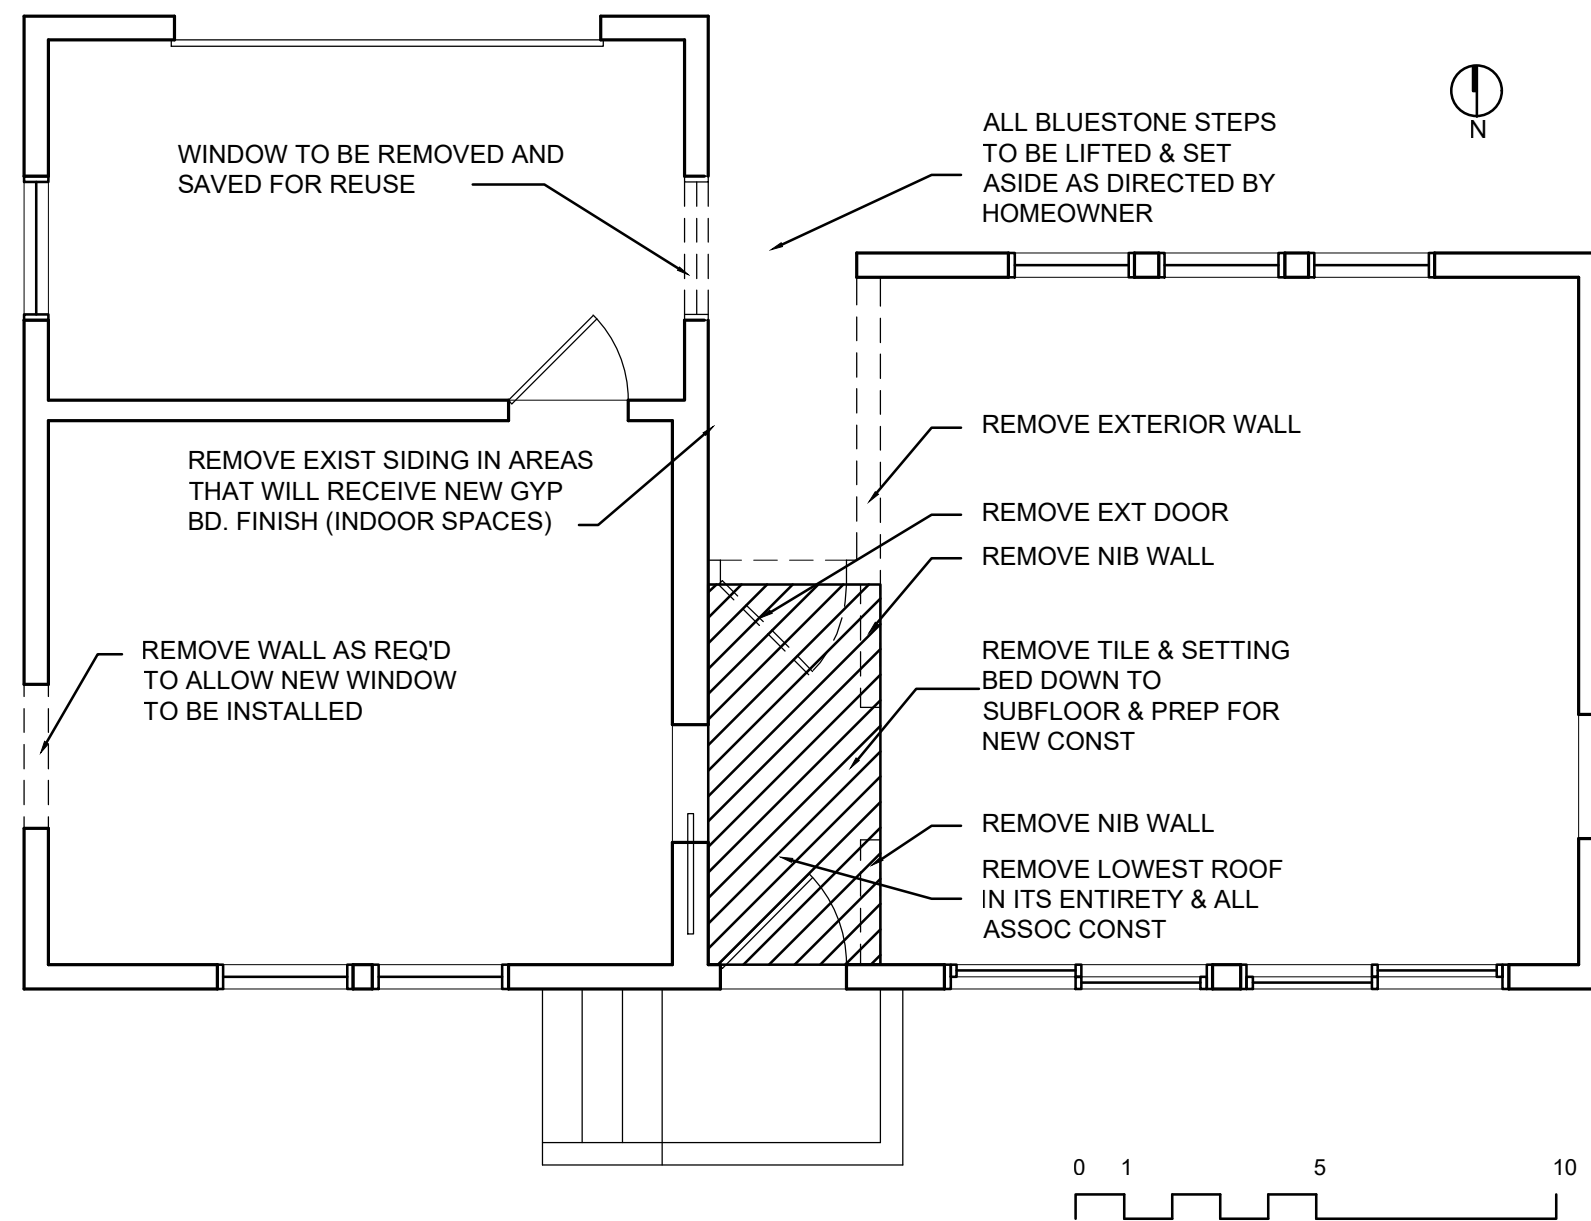 WINDOW TO BE REMOVED AND
SAVED FOR REUSE
ALL BLUESTONE STEPS
TO BE LIFTED & SET
ASIDE AS DIRECTED BY
HOMEOWNER
N
REMOVE EXIST SIDING IN AREAS
THAT WILL RECEIVE NEW GYP
BD. FINISH (INDOOR SPACES)
REMOVE EXTERIOR WALL
REMOVE EXT DOOR
REMOVE NIB WALL
REMOVE WALL AS REQ'D
TO ALLOW NEW WINDOW
TO BE INSTALLED
REMOVE TILE & SETTING
BED DOWN TO
SUBFLOOR & PREP FOR
NEW CONST
REMOVE NIB WALL
REMOVE LOWEST ROOF
IN ITS ENTIRETY & ALL
ASSOC CONST
0 1 5 10